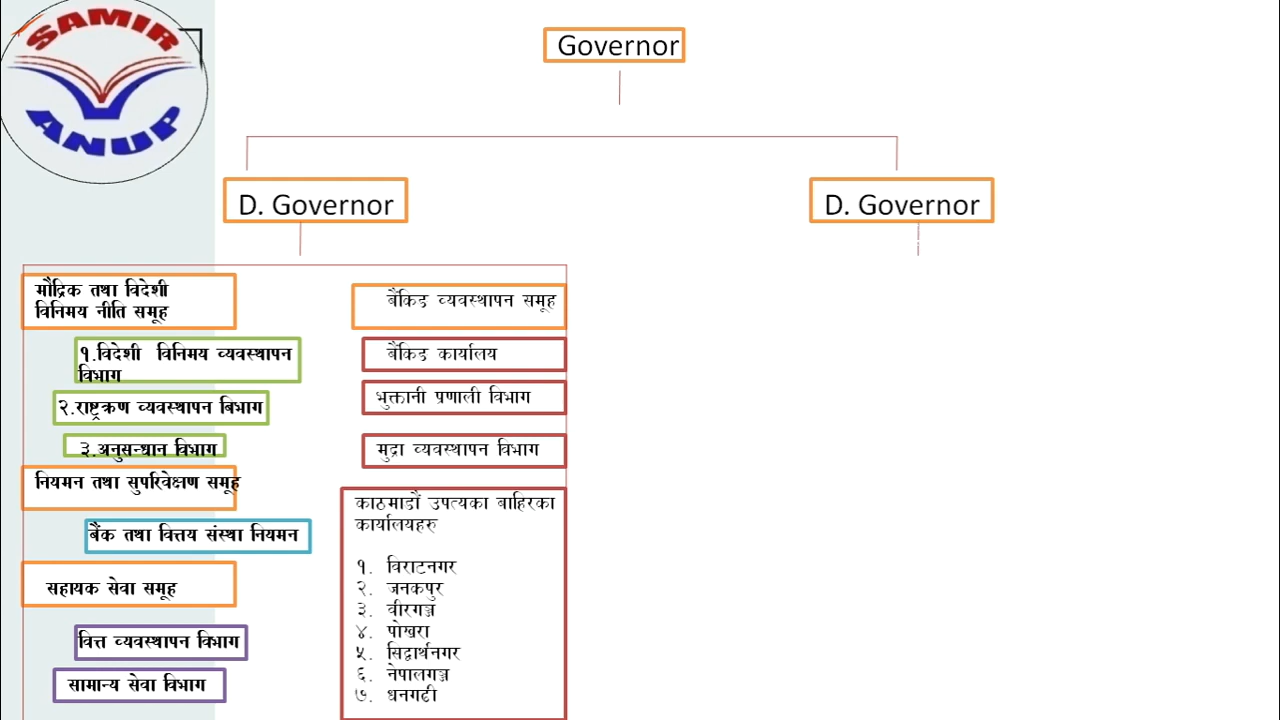 SAMIR
ANUP
Governor
D. Governor
D. Governor
मौद्रिक तथा विदेशी
विनिमय नीति समूह
१.विदेशी विनिमय व्यवस्थापन
विभाग
२.राष्ट्रऋण व्यवस्थापन बिभाग
३.अनुसन्धान विभाग
नियमन तथा सुपरिवेक्षण समूह
बैंक तथा वित्तय संस्था नियमन
सहायक सेवा समूह
वित्त व्यवस्थापन विभाग
सामान्य सेवा विभाग
बैंकिड व्यवस्थापन समूह
बैंकिड कार्यालय
भुक्तानी प्रणाली विभाग
मुद्रा व्यवस्थापन विभाग
काठमाडौं उपत्यका बाहिरका
कार्यालयहरु
१. विराटनगर
२. जनकपुर
३. वीरगञ्ज
४. पोखरा
५. सिद्वार्थनगर
६. नेपालगञ्ज
७. धनगढी